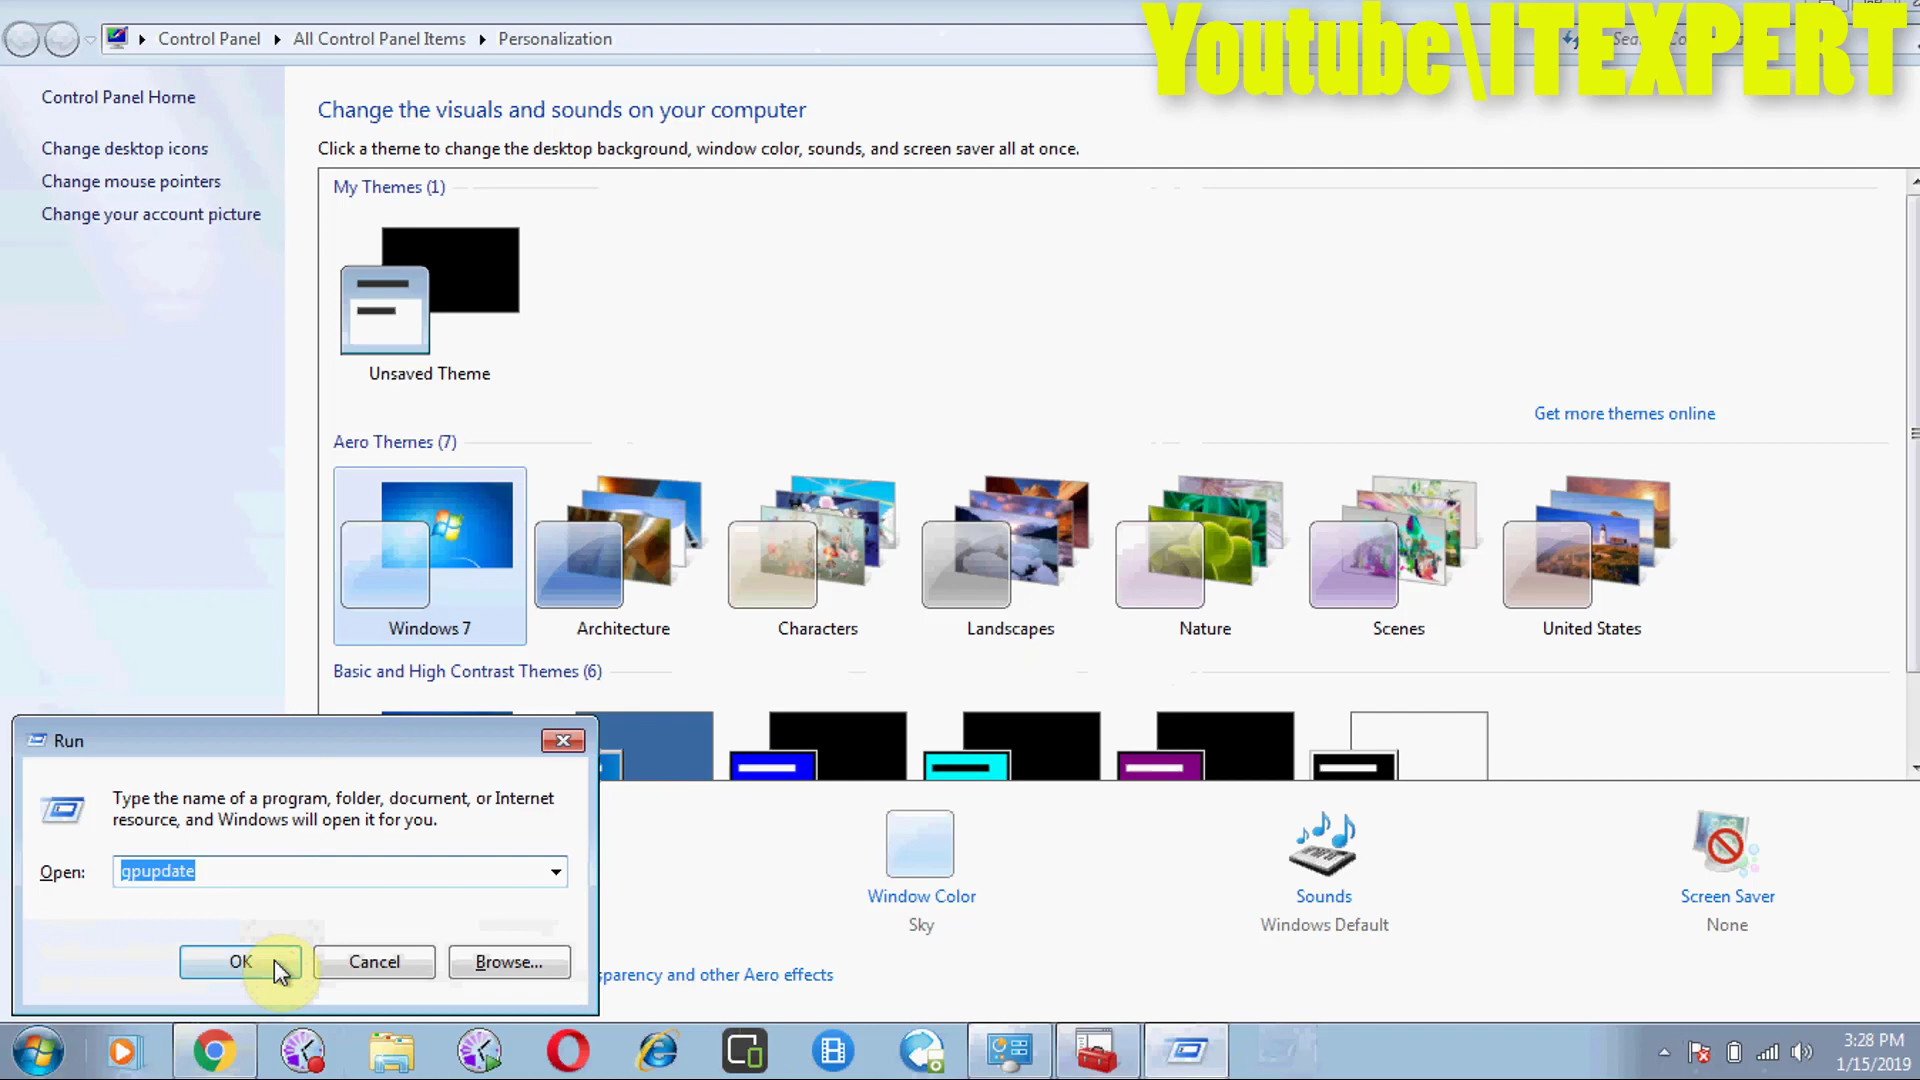 Control Panel
All Control Panel Items
Personalization
Youtube\ITEXPERT
Control Panel Home
Change desktop icons
Change mouse pointers
Change your account picture
Change the visuals and sounds on your computer
Click a theme to change the desktop background, window color, sounds, and screen saver all at once.
My Themes (1)
Unsaved Theme
Get more themes online
Aero Themes (7)
Windows 7
Architecture
Characters
Landscapes
Nature
Scenes
United States
Basic and High Contrast Themes (6)
Run
Type the name of a program, folder, document, or Internet
resource, and Windows will open it for you.
Open: gpupdate
OK
Cancel
Browse...
Window Color
Sky
Sounds
Windows Default
Screen Saver
None
and other Aero effects
3:28 PM
1/15/2019